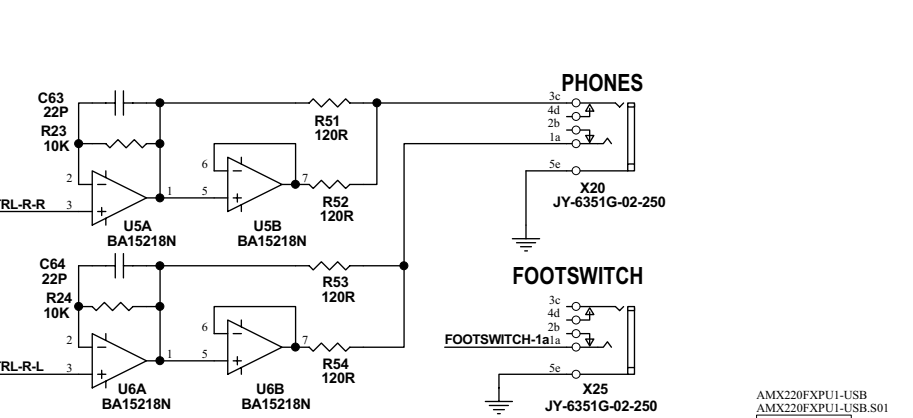 PHONES
C63
22P
3c
4d
R51
120R
R23
10K
2b
1a
6
2
7
5e
1
5
TRL-R-R
3
R52
120R
X20
JY-6351G-02-250
U5A
BA15218N
U5B
BA15218N
C64
22P
FOOTSWITCH
R53
120R
R24
10K
3c
4d
2b
6
FOOTSWITCH-1a
1a
2
7
1
5
TRL-R-L
3
R54
120R
5e
X25
JY-6351G-02-250
U6A
BA15218N
U6B
BA15218N
AMX220FXPU1-USB
AMX220FXPU1-USB.S01